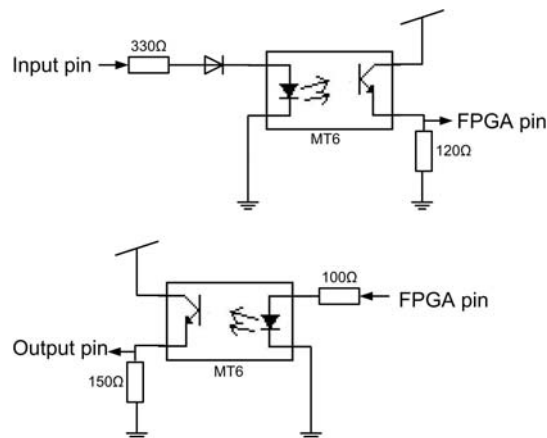 330Ω
Input pin
FPGA pin
MT6
120Ω
100Ω
FPGA pin
Output pin
150Ω
MT6